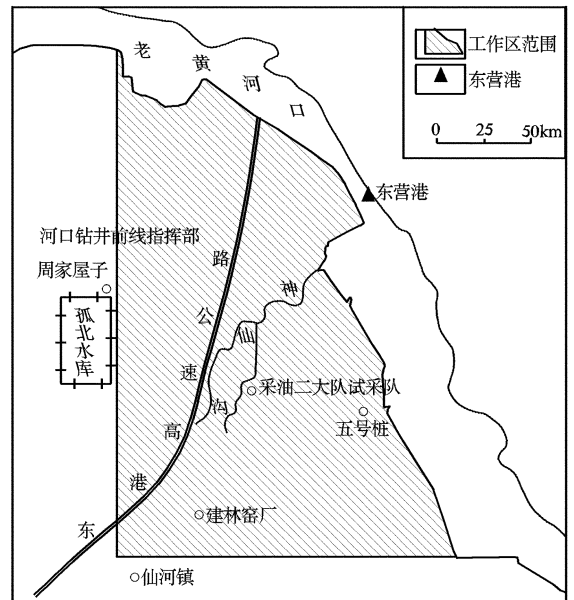 老黄河口
工作区范围
东营港
0 25 50km
东营港
河口钻井前线指挥部
周家屋子
孤北水库
神仙沟
东港高速公路
采油二大队试采队
五号桩
建林窑厂
仙河镇